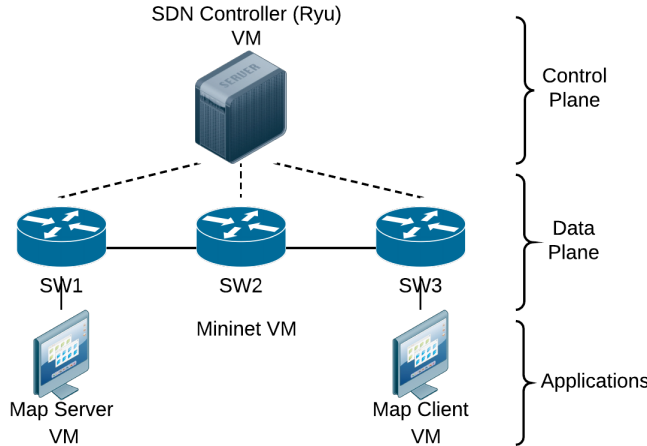 SDN Controller (Ryu)
VM
SERVER
Control
Plane
Data
Plane
SW1
SW2
SW3
Mininet VM
Map Server
VM
Map Client
VM
Applications